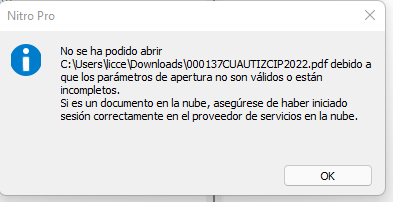 Nitro Pro
No se ha podido abrir
C:\Users\licce\Downloads\000137CUAUTIZCIP2022.pdf debido a
que los parámetros de apertura no son válidos o están
incompletos.
Si es un documento en la nube, asegúrese de haber iniciado
sesión correctamente en el proveedor de servicios en la nube.
OK